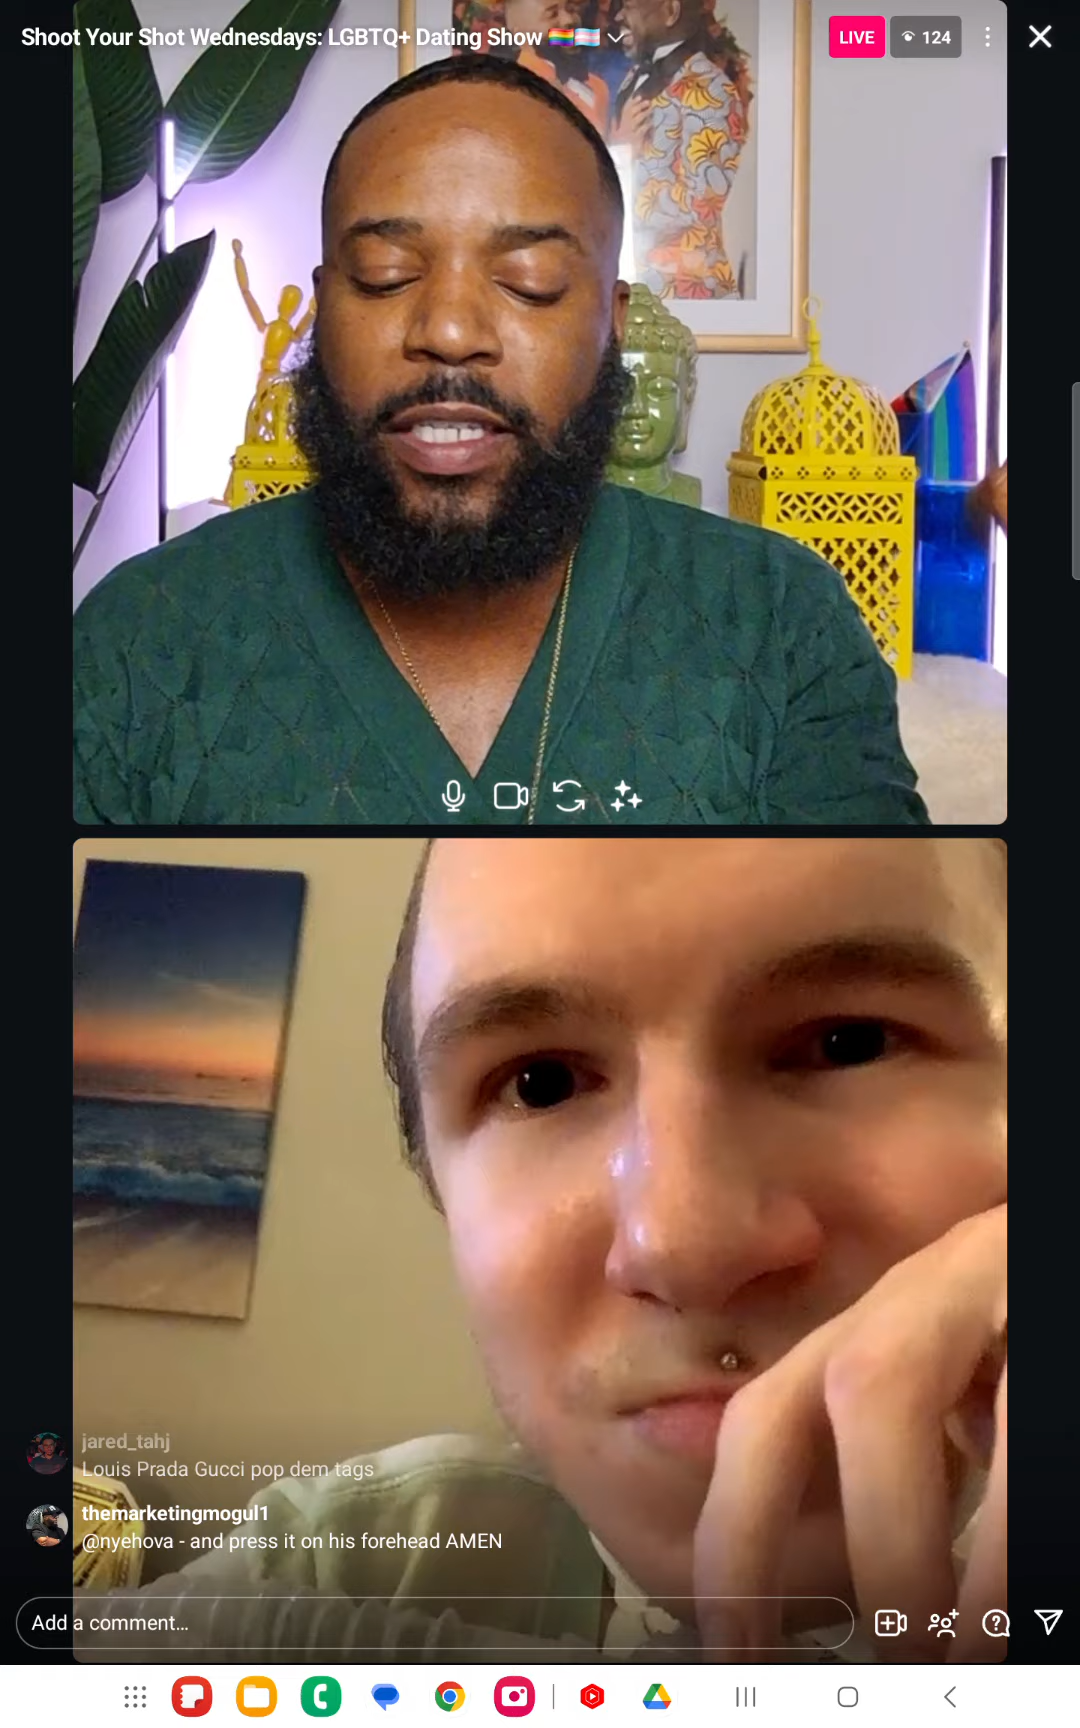 Shoot Your Shot Wednesdays: LGBTQ+ Dating Show 🏳️‍🌈🏳️‍⚧️
LIVE
124
jared_tahj
Louis Prada Gucci pop dem tags
themarketingmogul1
@nyehova - and press it on his forehead AMEN
Add a comment...